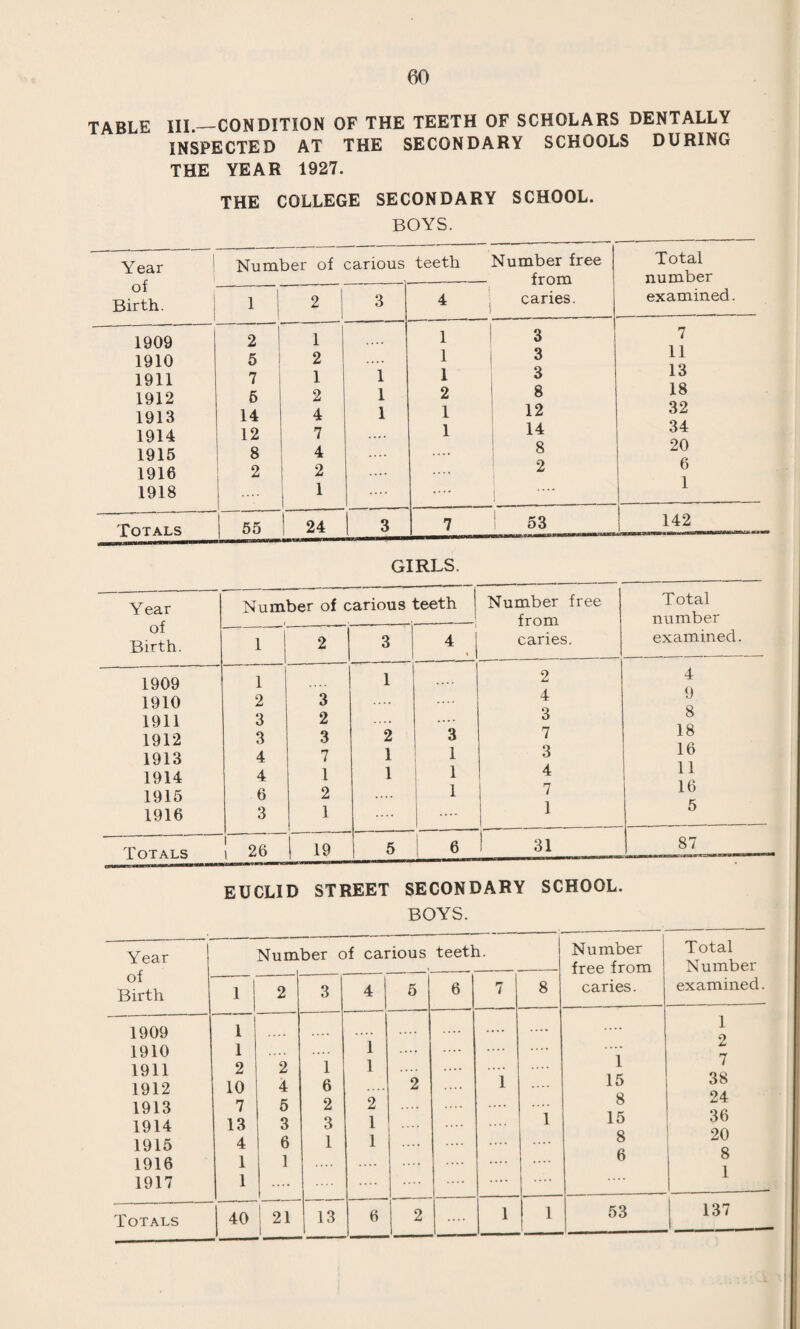 60
TABLE III.—CONDITION OF THE TEETH OF SCHOLARS DENTALLY
INSPECTED AT THE SECONDARY SCHOOLS DURING
THE YEAR 1927.
THE COLLEGE SECONDARY SCHOOL.
BOYS.
Year of Birth. Number of carious teeth Number free from caries. Total number examined.
1 2 3 4
1909 2 1 .... 1 3 7
1910 5 2 .... 1 3 11
1911 7 1 1 1 3 13
1912 5 2 1 2 8 18
1913 14 4 1 1 12 32
1914 12 7 .... 1 14 34
1915 8 4 .... .... 8 20
1916 2 2 .... .... 2 6
1918 .... 1 .... .... .... 1
TOTALS 55 24 3 7 53 142
GIRLS.
Year of Birth. Number of carious teeth Number free from caries. Total number examined.
1 2 3 4
1909 1 .... 1 .... 2 4
1910 2 3 .... .... 4 9
1911 3 2 .... .... 3 8
1912 3 3 2 3 7 18
1913 4 7 1 1 3 16
1914 4 1 1 1 4 11
1915 6 2 .... 1 7 16
1916 3 1 .... .... 1 5
TOTALS 26 19 5 6 31 87
EUCLID STREET SECONDARY SCHOOL.
BOYS.
Year of Birth Number of carious teeth. Number free from caries. Total Number examined.
1 2 3 4 5 6 7 8
1909 1 .... .... .... .... .... .... .... .... 1
1910 1 .... .... 1 .... .... .... .... .... 2
1911 2 2 1 1 .... .... .... .... 1 7
1912 10 4 6 .... 2 .... 1 .... 15 38
1913 7 5 2 2 .... .... .... .... 8 24
1914 13 3 3 1 .... .... .... 1 15 36
1915 4 6 1 1 .... .... .... .... 8 20
1916 1 1 .... .... .... .... .... .... 6 8
1917 1 .... .... .... .... .... .... .... .... 1
TOTALS 40 21 13 6 2 .... 1 1 53 137